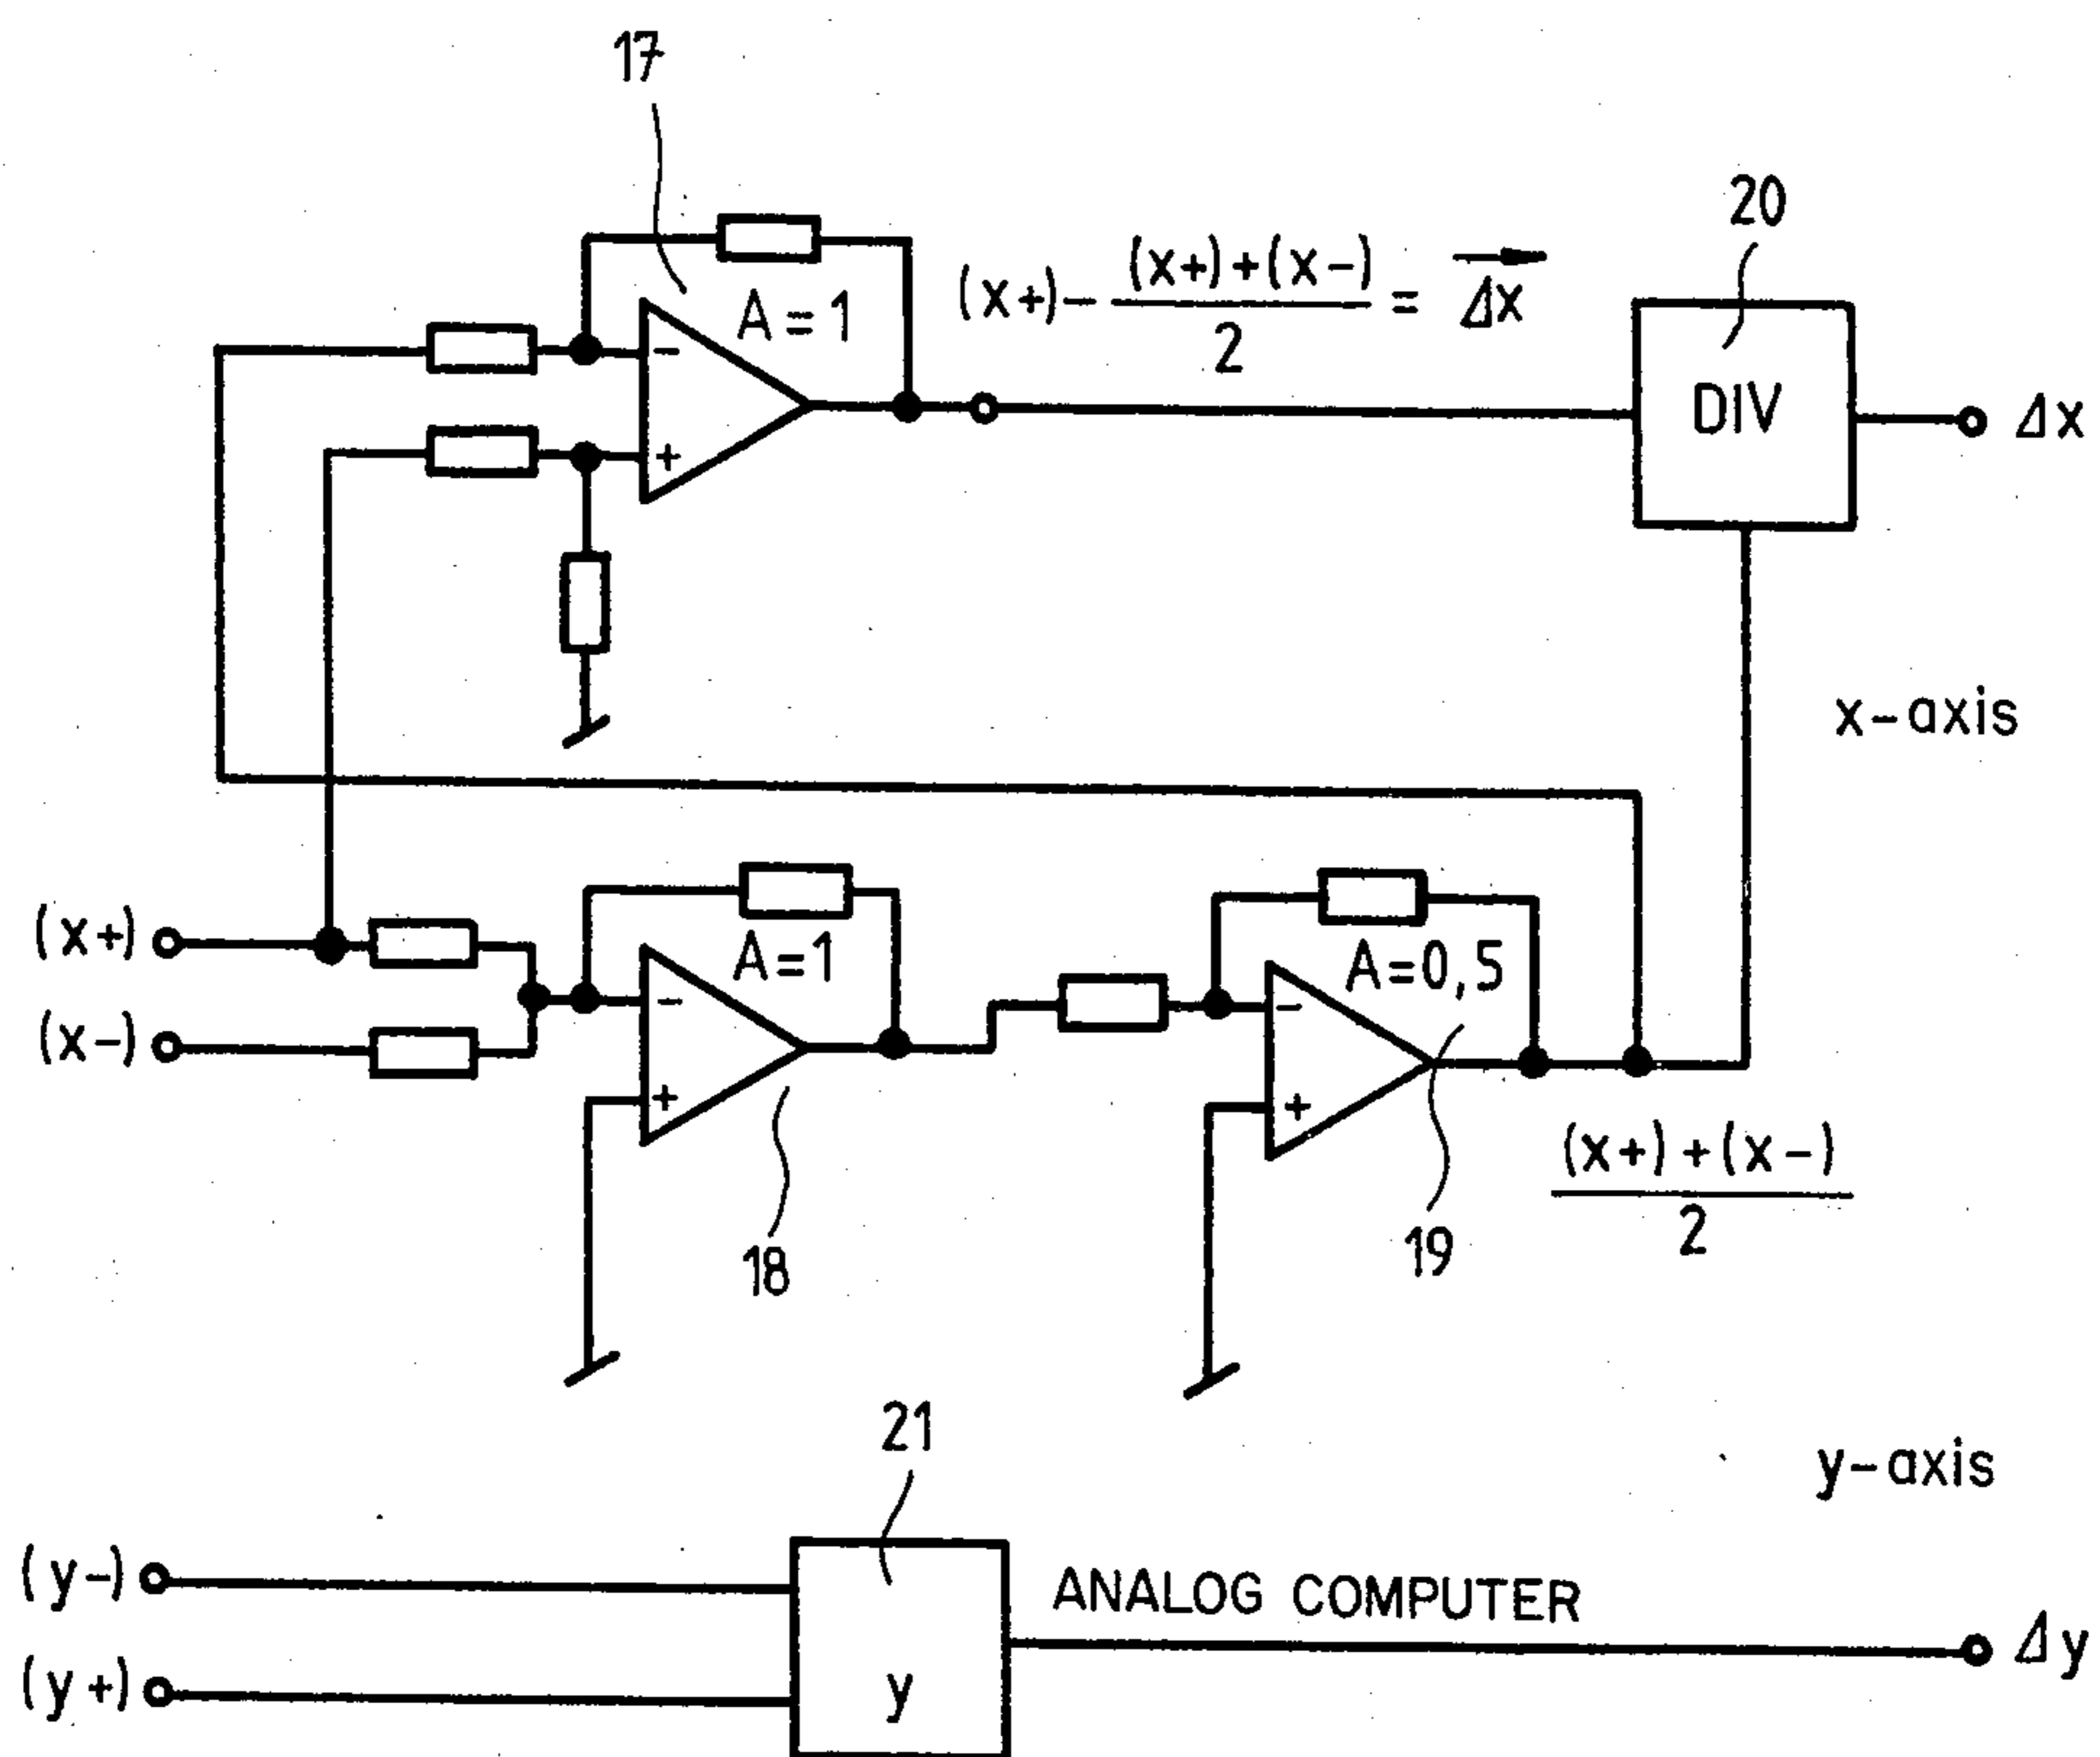 17
20
A = 1
(x+) - (x+)+(x-) / 2 = Δx
-
+
DIV
Δx
x-axis
(x+)
(x-)
A=1
-
+
A=0,5
-
+
18
19
(x+)+(x-) / 2
21
y-axis
(y-)
(y+)
y
ANALOG COMPUTER
Δy